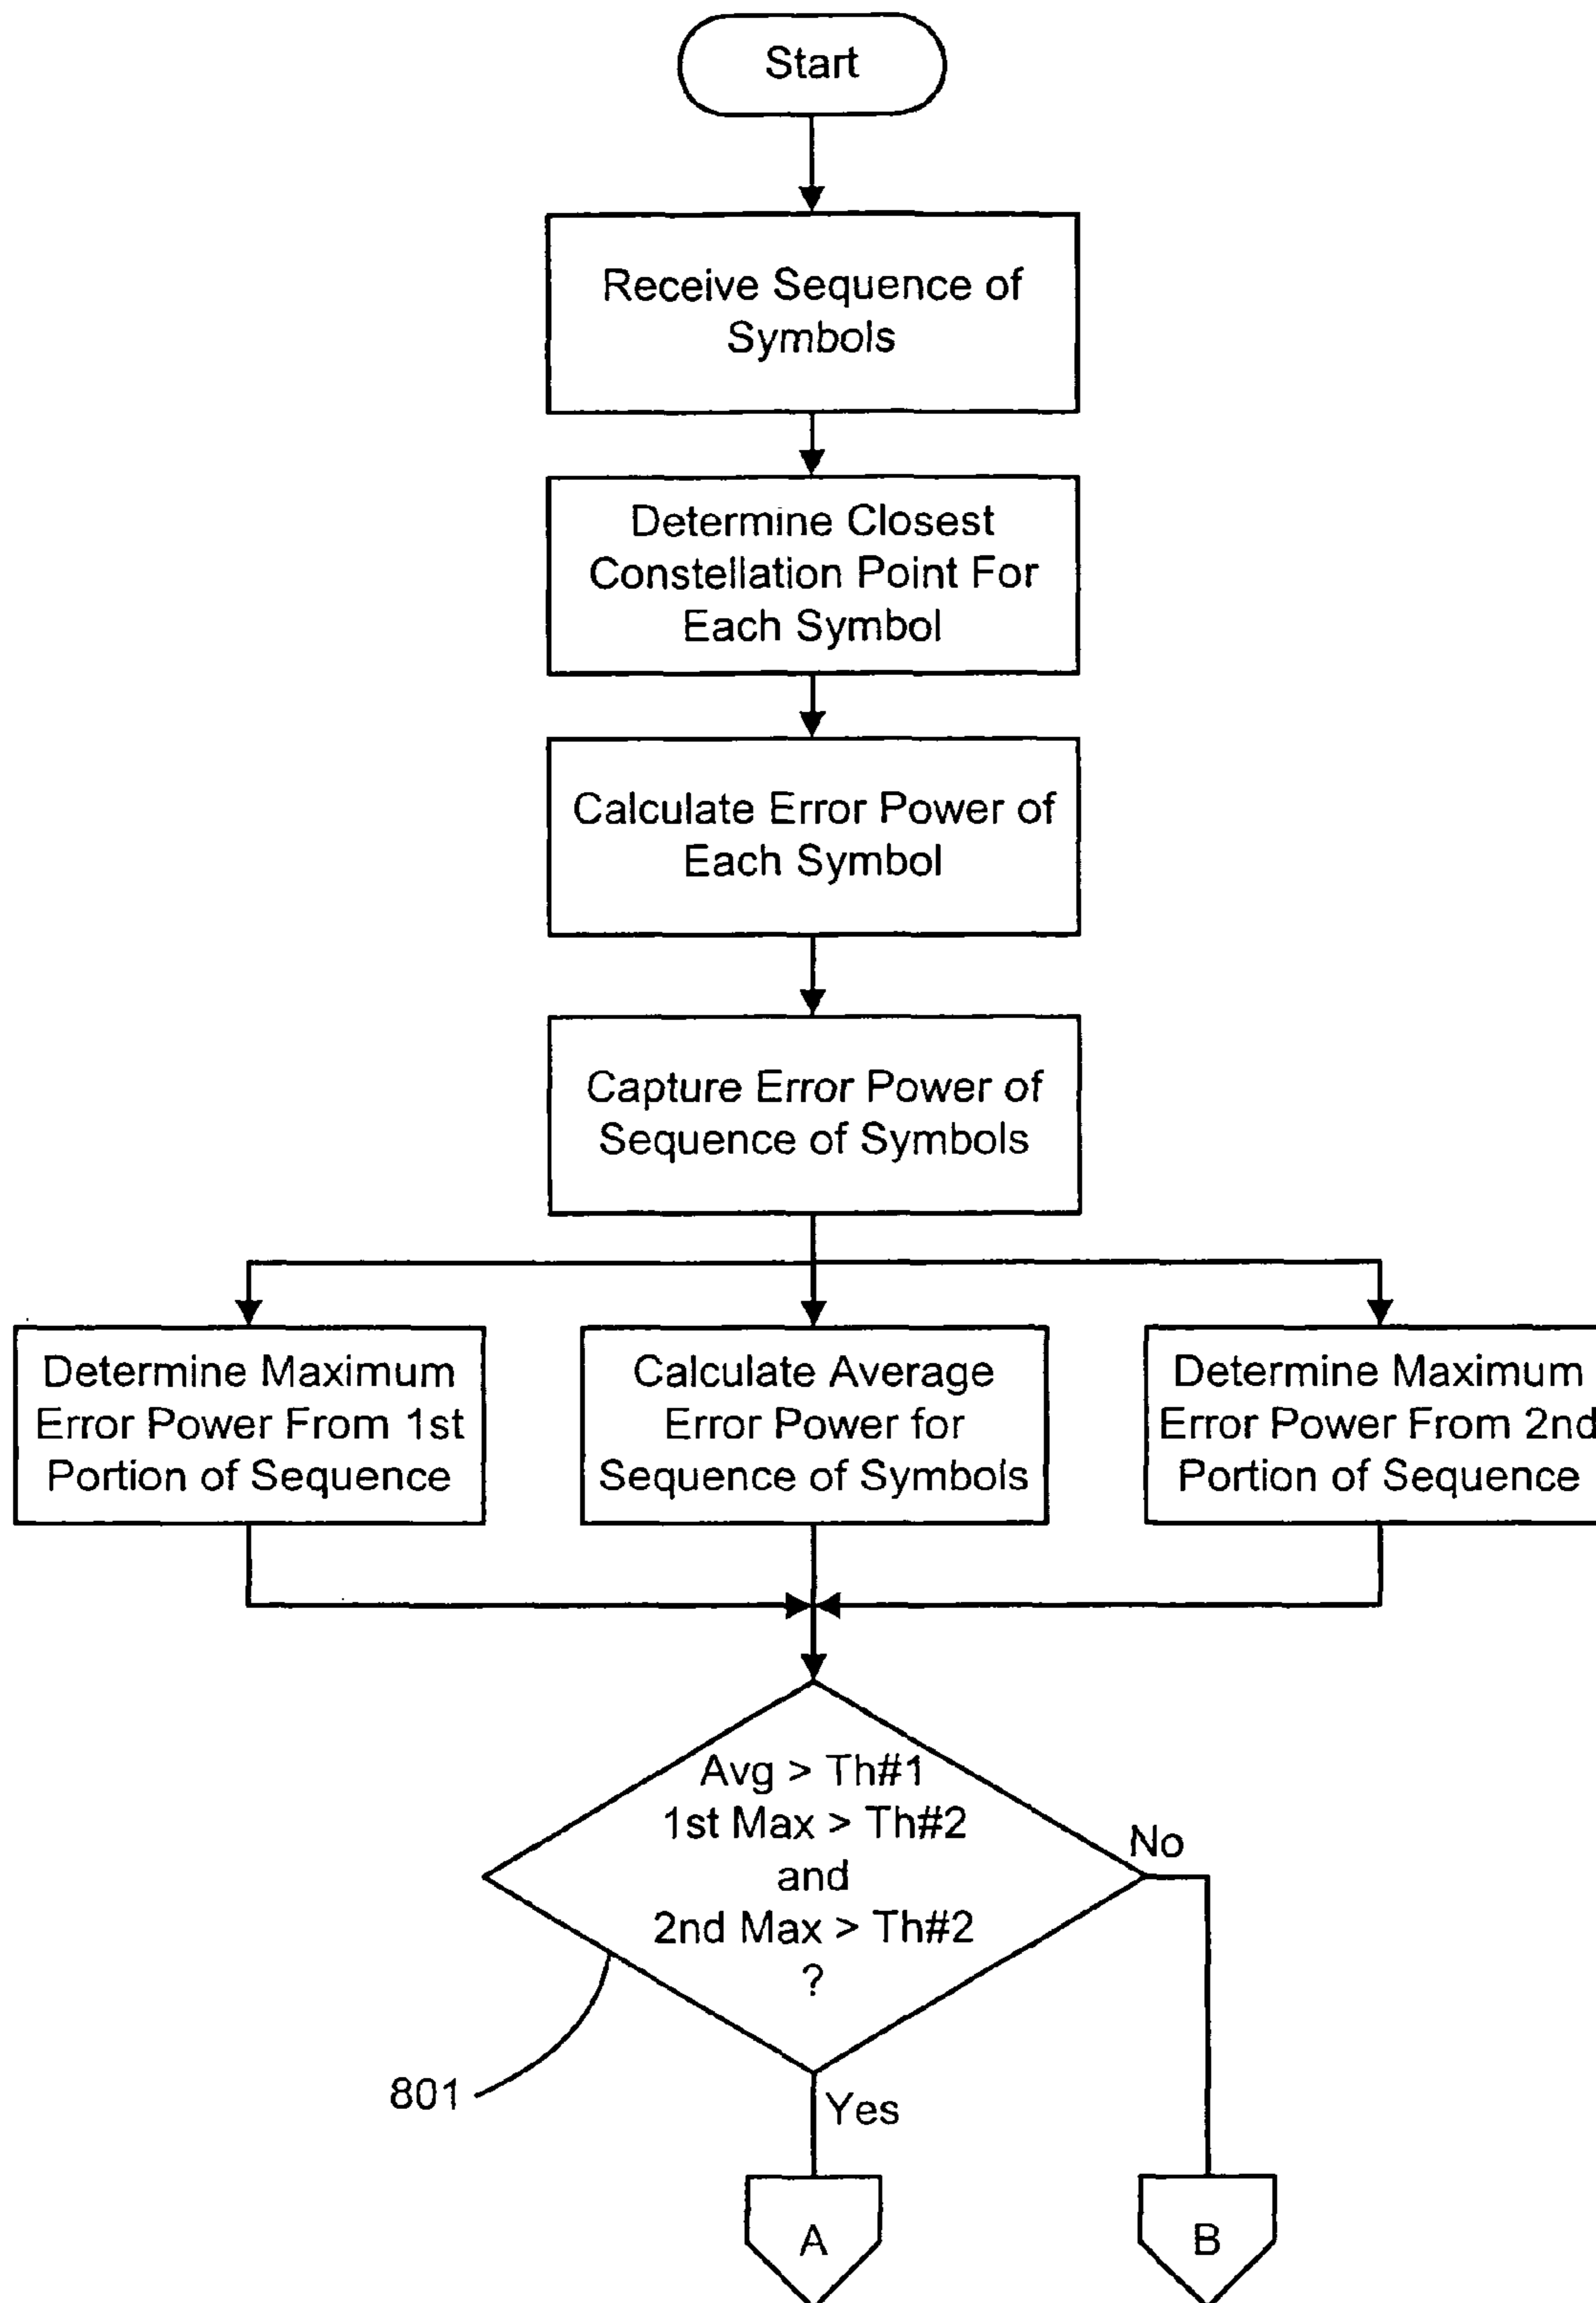 Start
Receive Sequence of
Symbols
Determine Closest
Constellation Point For
Each Symbol
Calculate Error Power of
Each Symbol
Capture Error Power of
Sequence of Symbols
Determine Maximum
Error Power From 1st
Portion of Sequence
Calculate Average
Error Power for
Sequence of Symbols
Determine Maximum
Error Power From 2nd
Portion of Sequence
Avg > Th#1
1st Max > Th#2
and
2nd Max > Th#2
?
No
801
Yes
A
B